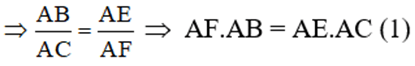 ⇒ AB/AC = AE/AF ⇒ AF.AB = AE.AC (1)